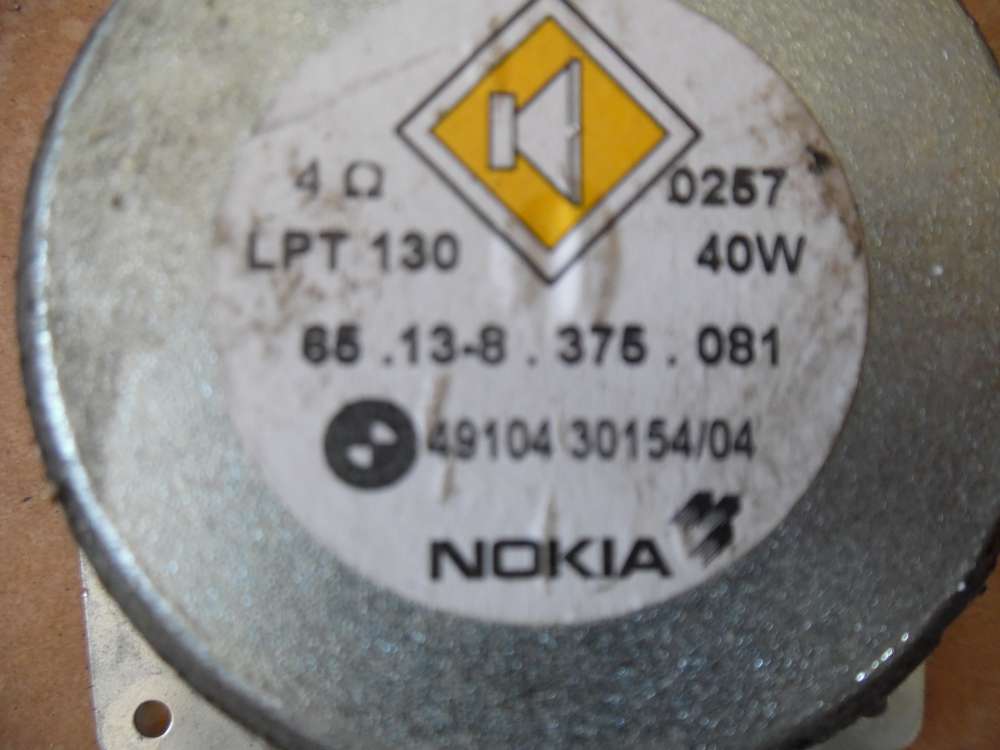 4 Ω 0257
LPT 130 40W
65 .13-8 . 375 . 081
49104 30154/04
NOKIA